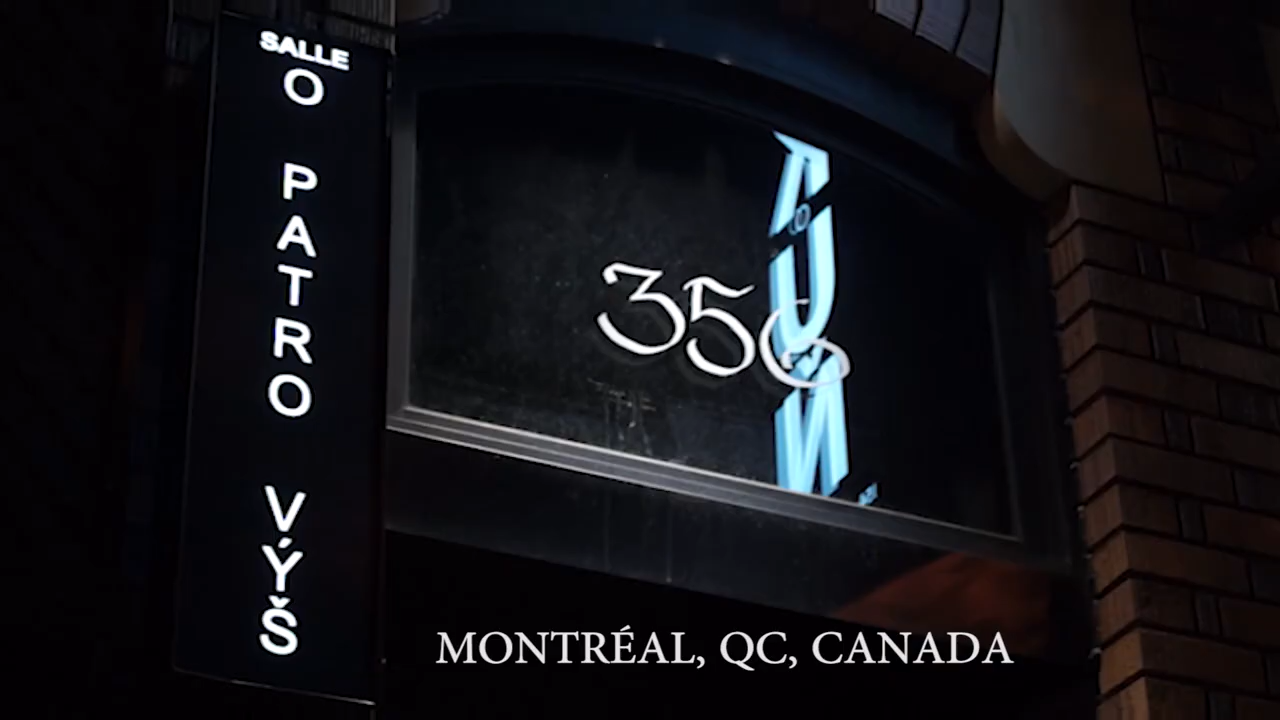 SALLE
O
PATRO
VÝŠ
356
MONTRÉAL, QC, CANADA